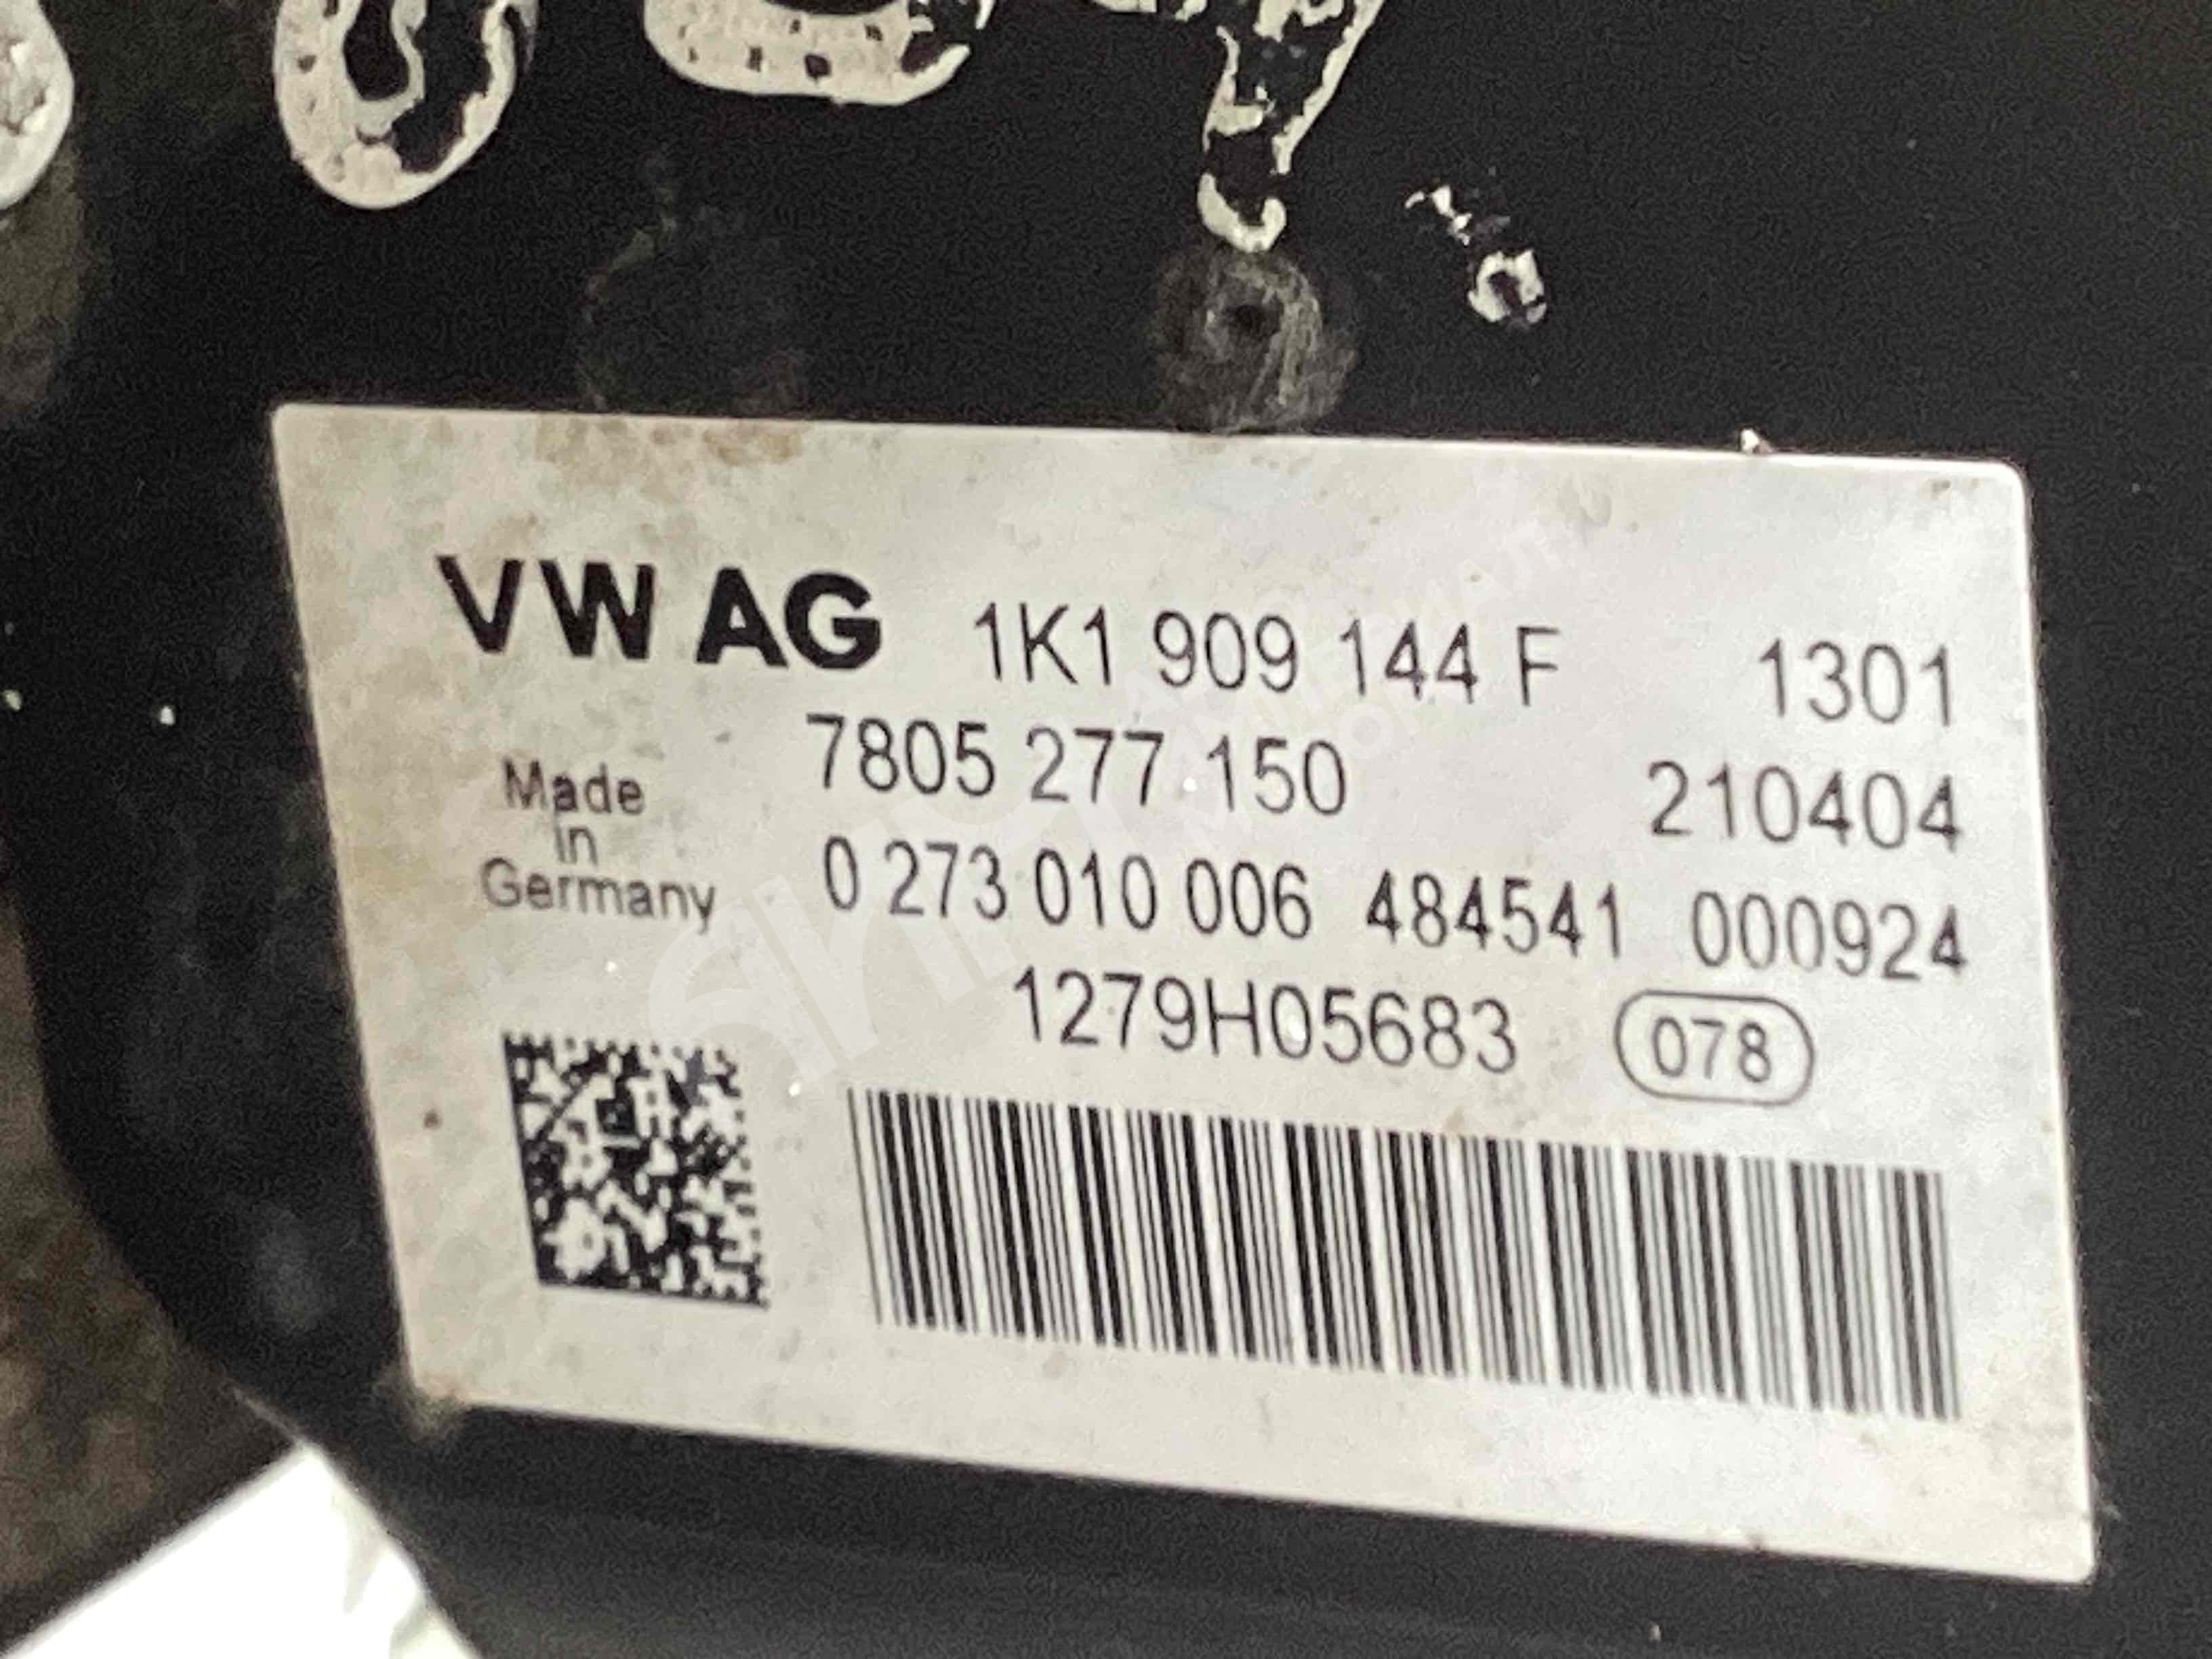 VW AG 1K1 909 144 F 1301
7805 277 150 210404
Made
in
Germany
0 273 010 006 484541 000924
1279H05683 078